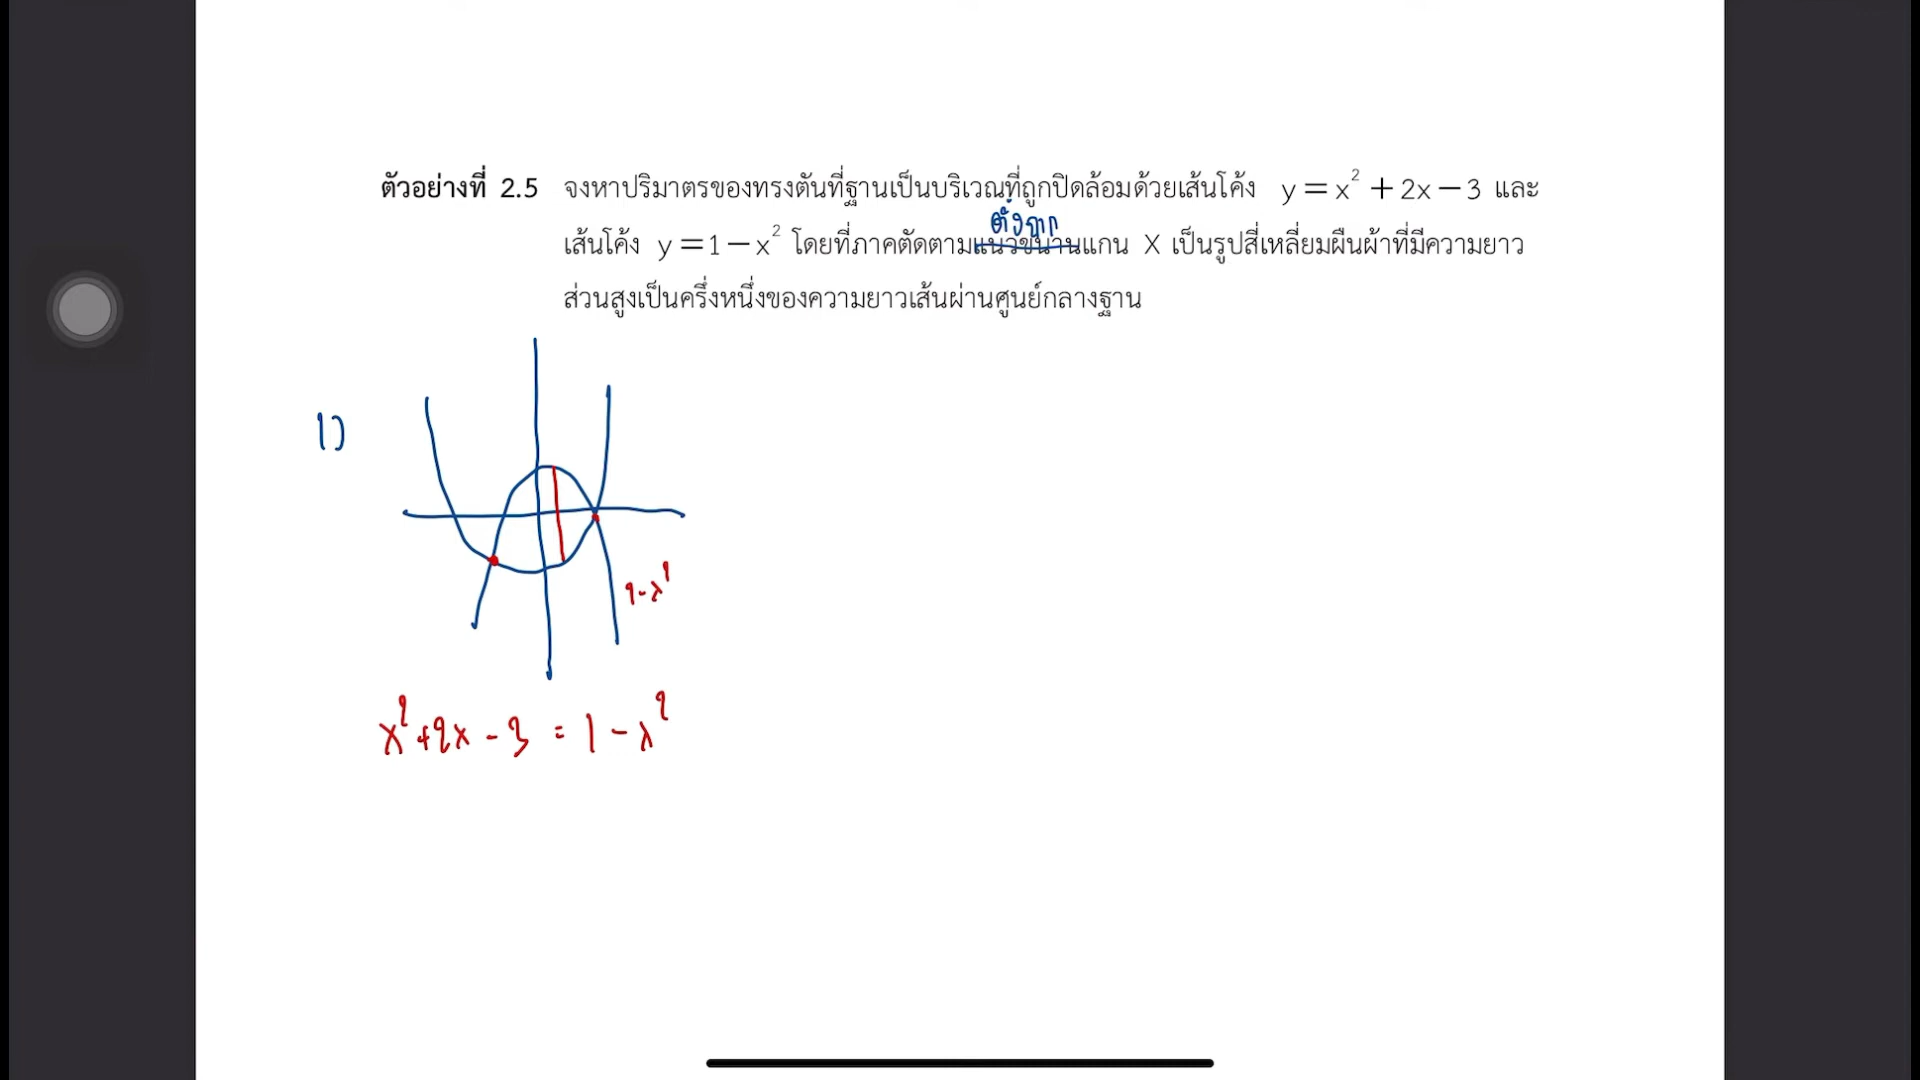 ตัวอย่างที่ 2.5 จงหาปริมาตรของทรงตันที่ฐานเป็นบริเวณที่ถูกปิดล้อมด้วยเส้นโค้ง y = x² + 2x − 3 และ
ตั้งฉาก
เส้นโค้ง y = 1 − x² โดยที่ภาคตัดตามแนวขนานแกน X เป็นรูปสี่เหลี่ยมผืนผ้าที่มีความยาว
ส่วนสูงเป็นครึ่งหนึ่งของความยาวเส้นผ่านศูนย์กลางฐาน
1)
1-x²
x²+2x-3 = 1-x²